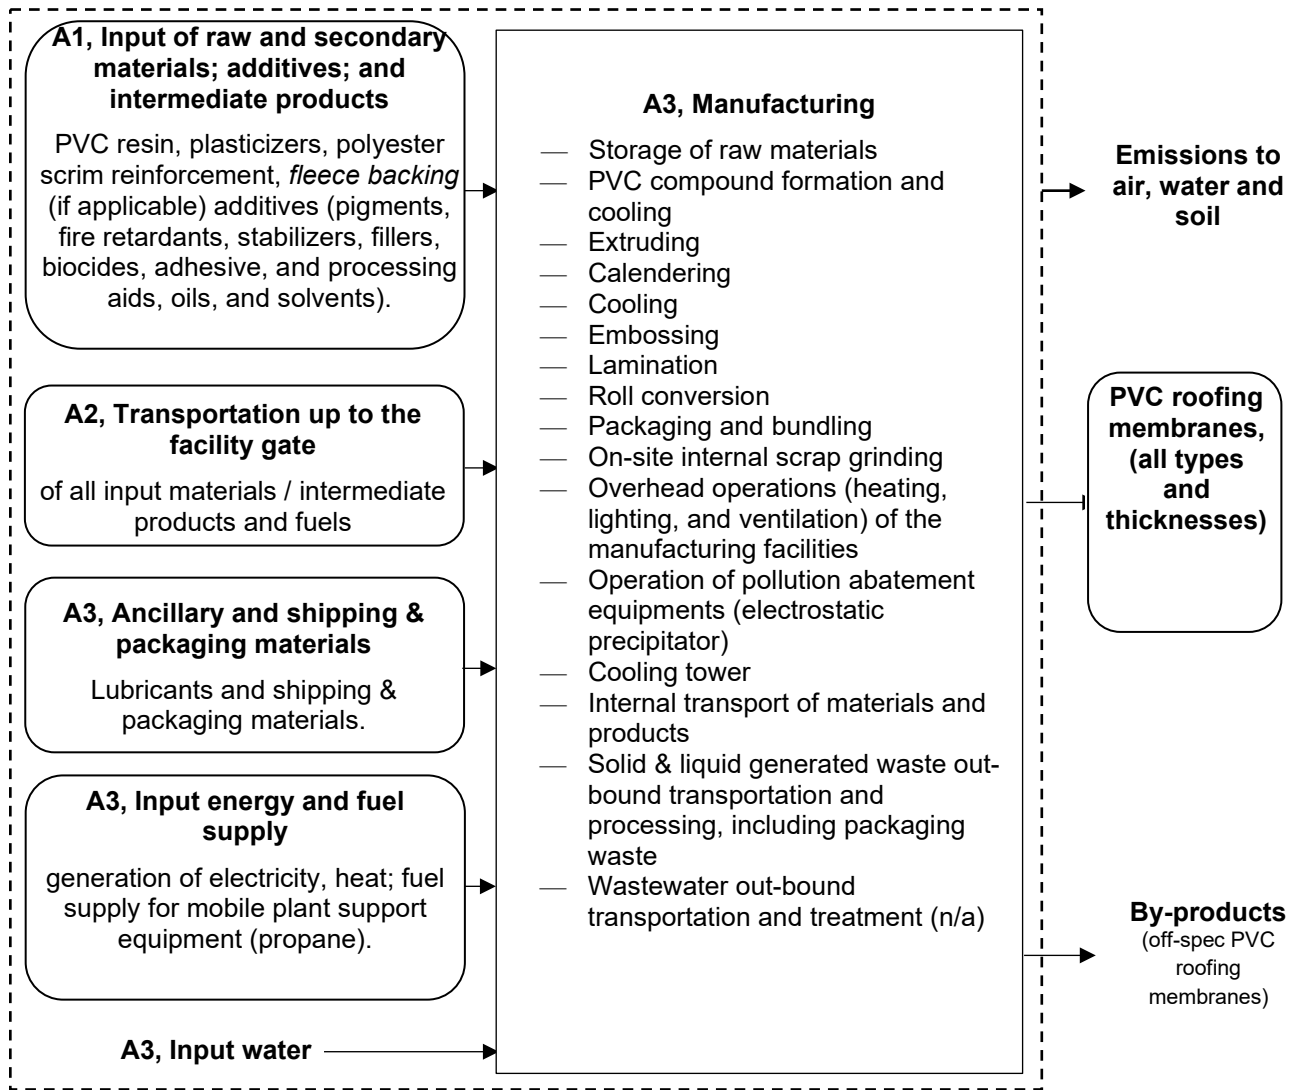 A1, Input of raw and secondary
materials; additives; and
intermediate products
PVC resin, plasticizers, polyester
scrim reinforcement, fleece backing
(if applicable) additives (pigments,
fire retardants, stabilizers, fillers,
biocides, adhesive, and processing
aids, oils, and solvents).
A2, Transportation up to the
facility gate
of all input materials / intermediate
products and fuels
A3, Ancillary and shipping &
packaging materials
Lubricants and shipping &
packaging materials.
A3, Input energy and fuel
supply
generation of electricity, heat; fuel
supply for mobile plant support
equipment (propane).
A3, Input water
A3, Manufacturing
— Storage of raw materials
— PVC compound formation and
cooling
— Extruding
— Calendering
— Cooling
— Embossing
— Lamination
— Roll conversion
— Packaging and bundling
— On-site internal scrap grinding
— Overhead operations (heating,
lighting, and ventilation) of the
manufacturing facilities
— Operation of pollution abatement
equipments (electrostatic
precipitator)
— Cooling tower
— Internal transport of materials and
products
— Solid & liquid generated waste out-
bound transportation and
processing, including packaging
waste
— Wastewater out-bound
transportation and treatment (n/a)
Emissions to
air, water and
soil
PVC roofing
membranes,
(all types
and
thicknesses)
By-products
(off-spec PVC
roofing
membranes)